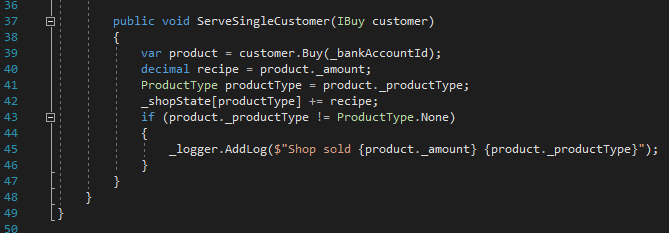 36
37 public void ServeSingleCustomer(IBuy customer)
38 {
39 var product = customer.Buy(_bankAccountId);
40 decimal recipe = product._amount;
41 ProductType productType = product._productType;
42 _shopState[productType] += recipe;
43 if (product._productType != ProductType.None)
44 {
45 _logger.AddLog($"Shop sold {product._amount} {product._productType}");
46 }
47 }
48 }
49 }
50